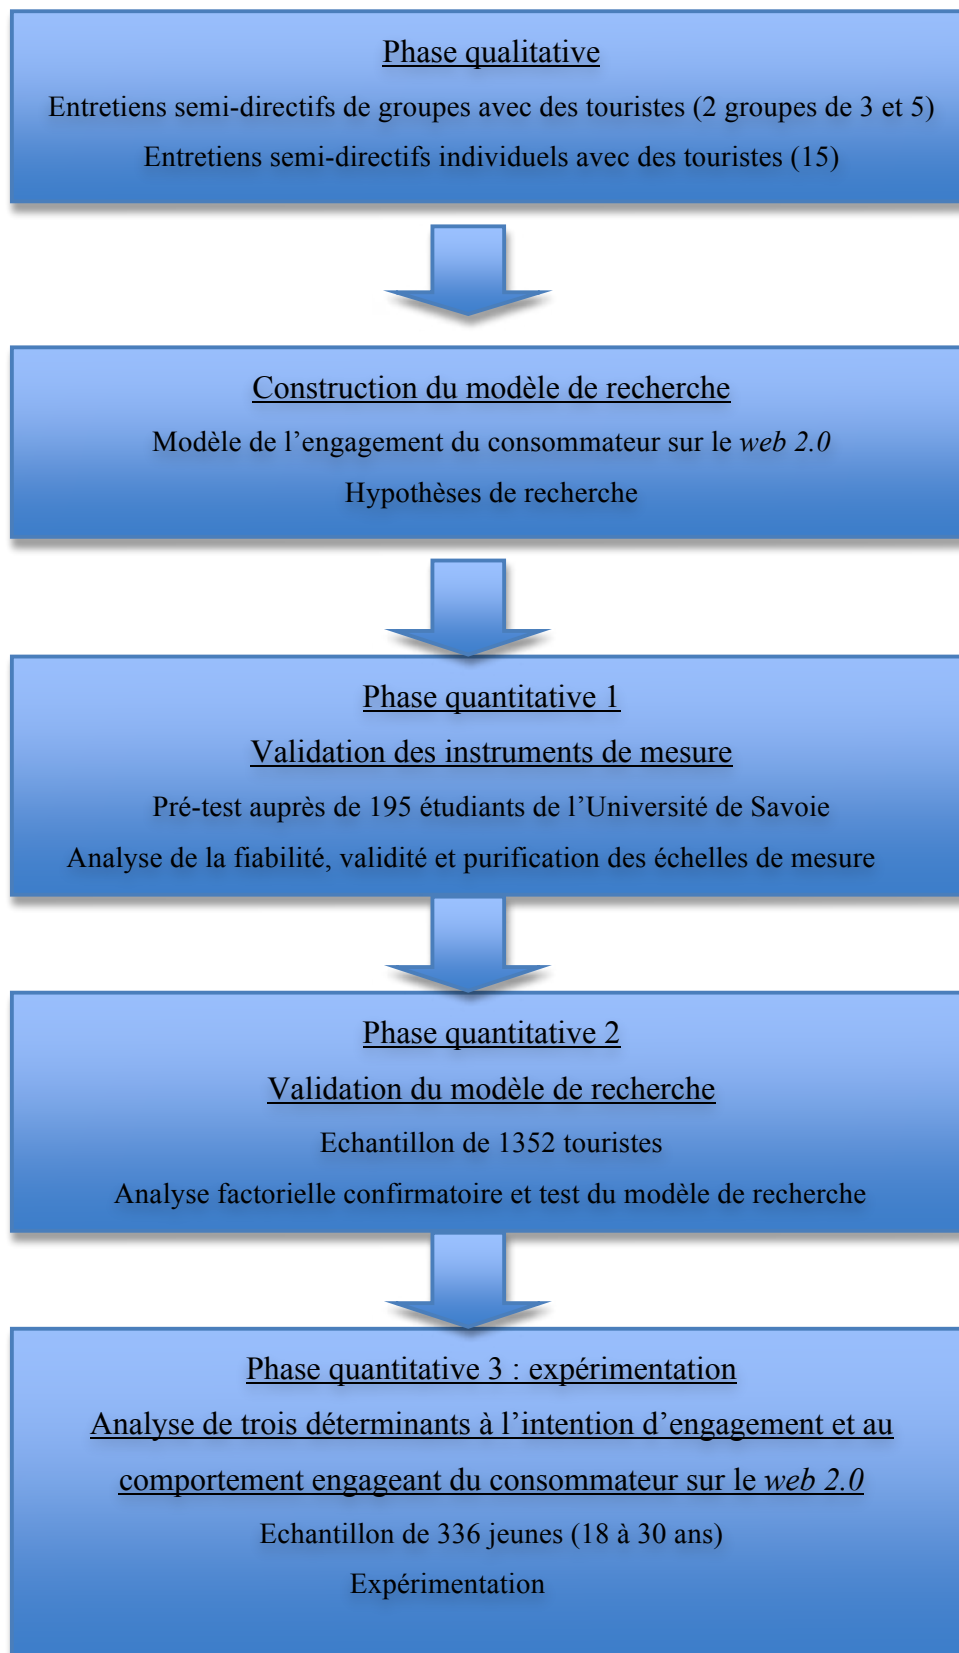 Phase qualitative
Entretiens semi-directifs de groupes avec des touristes (2 groupes de 3 et 5)
Entretiens semi-directifs individuels avec des touristes (15)
Construction du modèle de recherche
Modèle de l’engagement du consommateur sur le web 2.0
Hypothèses de recherche
Phase quantitative 1
Validation des instruments de mesure
Pré-test auprès de 195 étudiants de l’Université de Savoie
Analyse de la fiabilité, validité et purification des échelles de mesure
Phase quantitative 2
Validation du modèle de recherche
Echantillon de 1352 touristes
Analyse factorielle confirmatoire et test du modèle de recherche
Phase quantitative 3 : expérimentation
Analyse de trois déterminants à l’intention d’engagement et au
comportement engageant du consommateur sur le web 2.0
Echantillon de 336 jeunes (18 à 30 ans)
Expérimentation